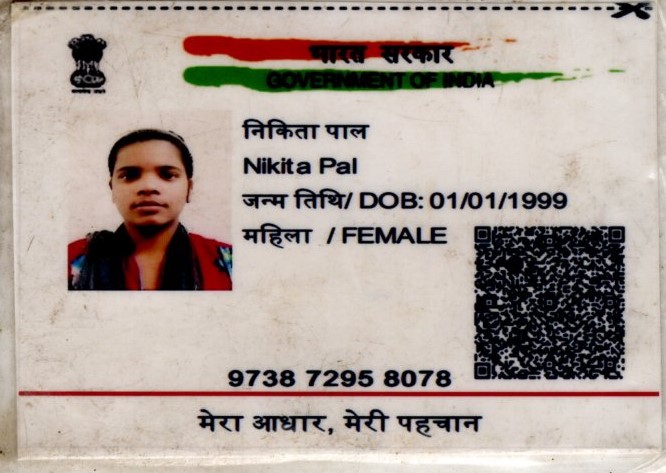 भारत सरकार
GOVERNMENT OF INDIA
निकिता पाल
Nikita Pal
जन्म तिथि/ DOB: 01/01/1999
महिला / FEMALE
9738 7295 8078
मेरा आधार, मेरी पहचान